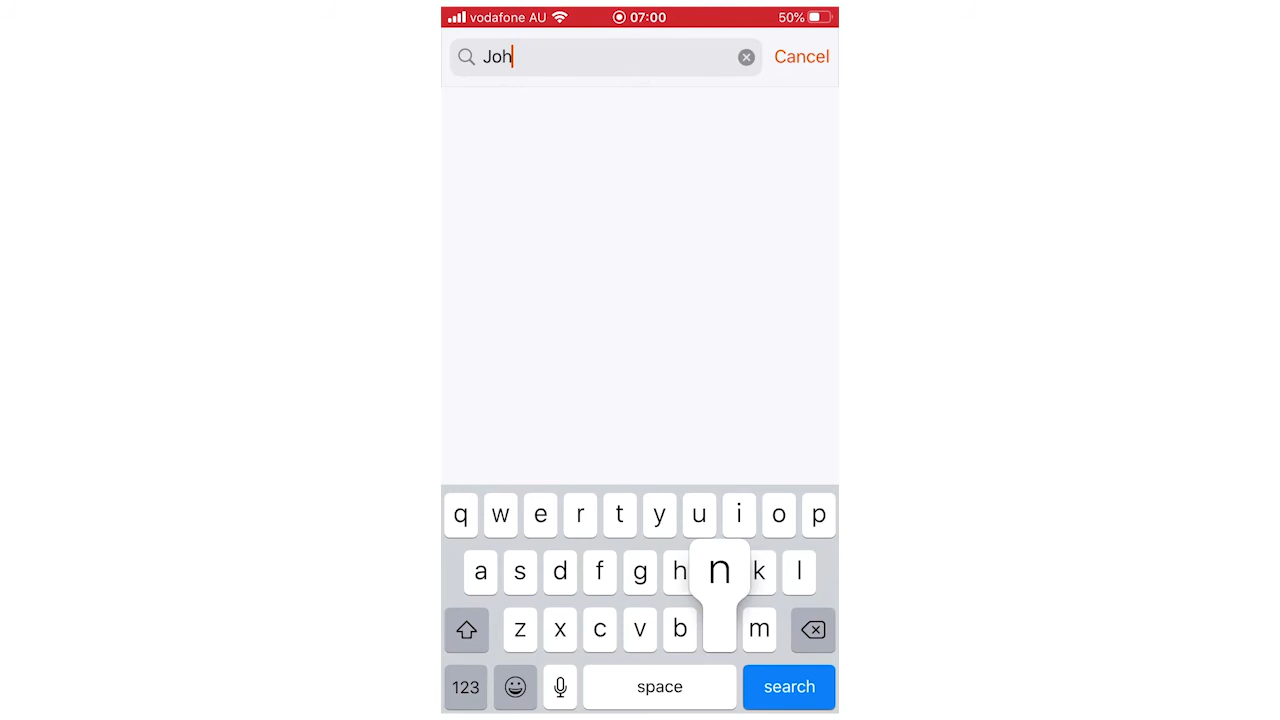 vodafone AU 07:00 50%
Joh Cancel
q w e r t y u i o p
a s d f g h n k l
z x c v b m
123 space search